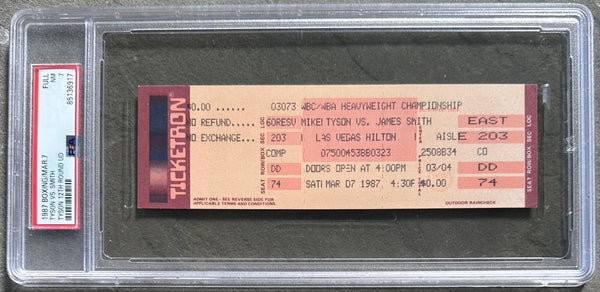 1987 BOXING/MAR.7
TYSON VS. SMITH
TYSON 12TH ROUND UD
FULL
NM 7
85136917
PSA
TICKETRON
$0.00 ...... 03073 WBC/WBA HEAVYWEIGHT CHAMPIONSHIP
NO REFUND.. 60RESV MIKE TYSON VS. JAMES SMITH EAST
NO EXCHANGE... 203 LAS VEGAS HILTON AISLE 203
COMP 07500453BB0323 2508B34 CO
DD DOORS OPEN AT 4:00PM 03/04 DD
74 SAT MAR 07 1987, 4:30P $0.00 74
SEAT ROW/BOX SEC LOC.
SEAT ROW/BOX SEC LOC.
ADMIT ONE - SEE REVERSE SIDE FOR
APPLICABLE TERMS AND CONDITIONS.
OUTDOOR RAINCHECK